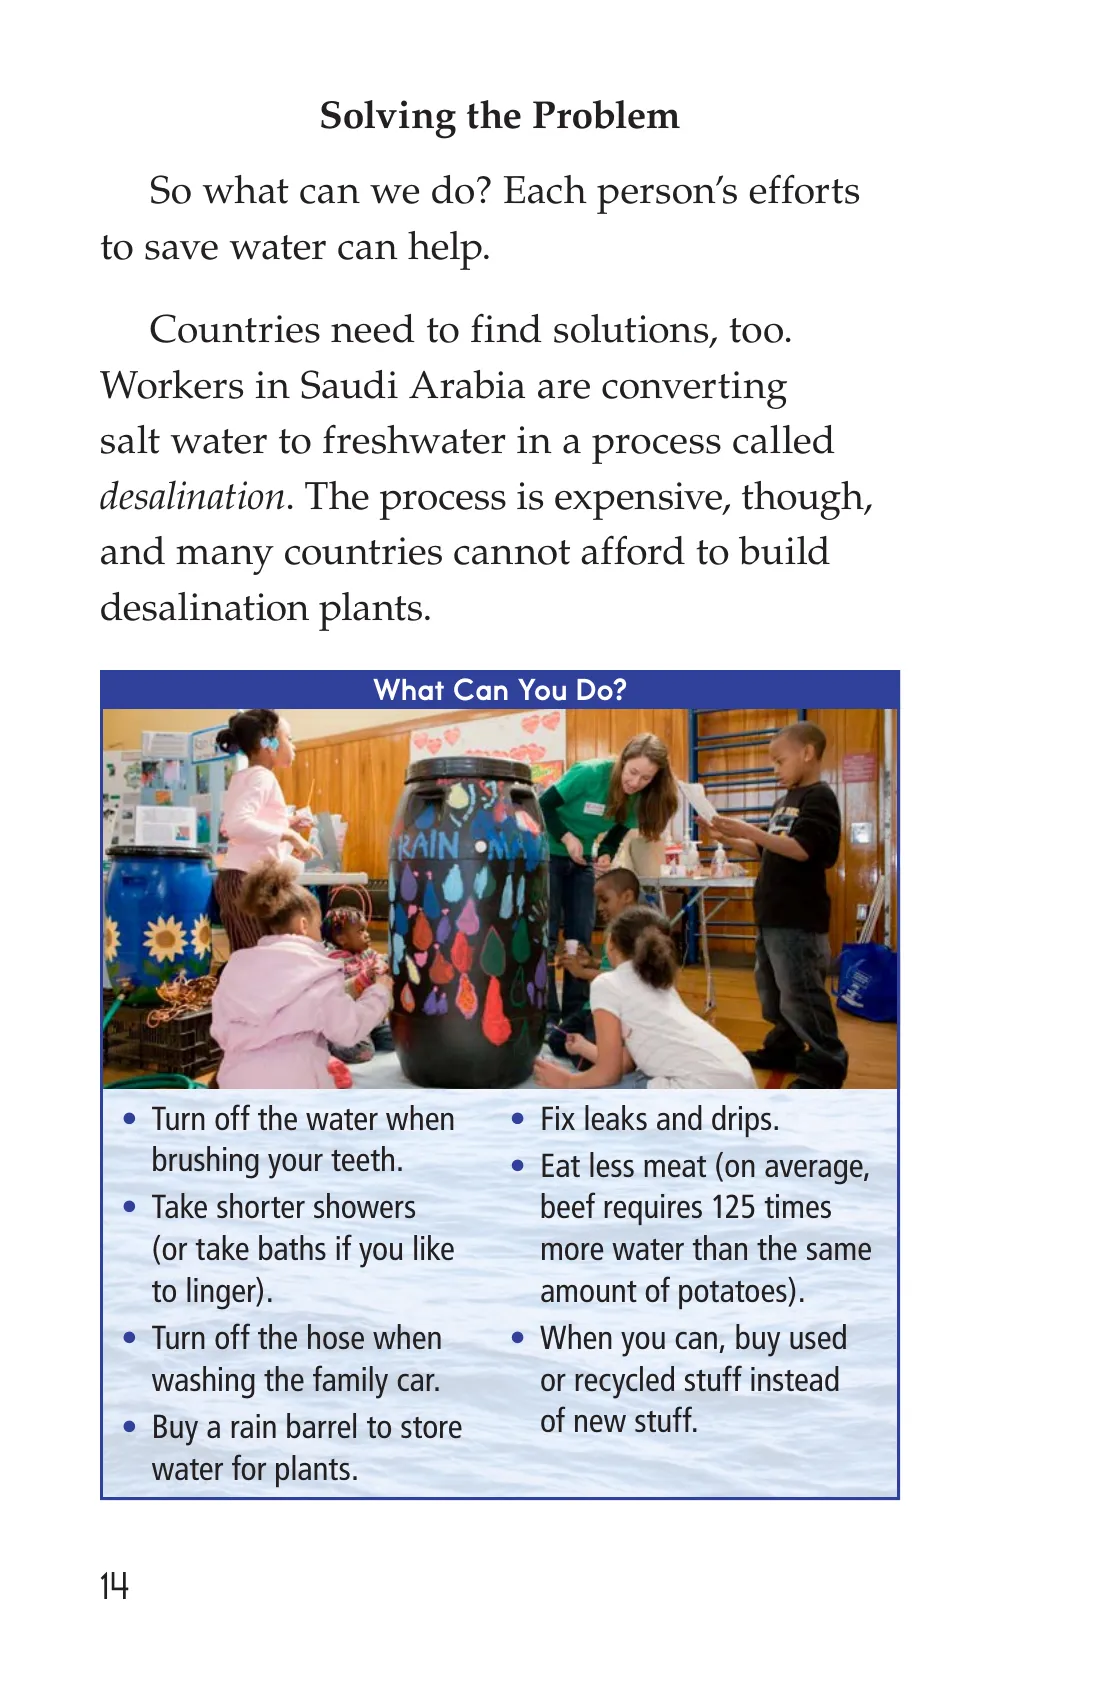 Solving the Problem
So what can we do? Each person’s efforts
to save water can help.
Countries need to find solutions, too.
Workers in Saudi Arabia are converting
salt water to freshwater in a process called
desalination. The process is expensive, though,
and many countries cannot afford to build
desalination plants.
What Can You Do?
RAIN MA
• Turn off the water when
brushing your teeth.
• Take shorter showers
(or take baths if you like
to linger).
• Turn off the hose when
washing the family car.
• Buy a rain barrel to store
water for plants.
• Fix leaks and drips.
• Eat less meat (on average,
beef requires 125 times
more water than the same
amount of potatoes).
• When you can, buy used
or recycled stuff instead
of new stuff.
14